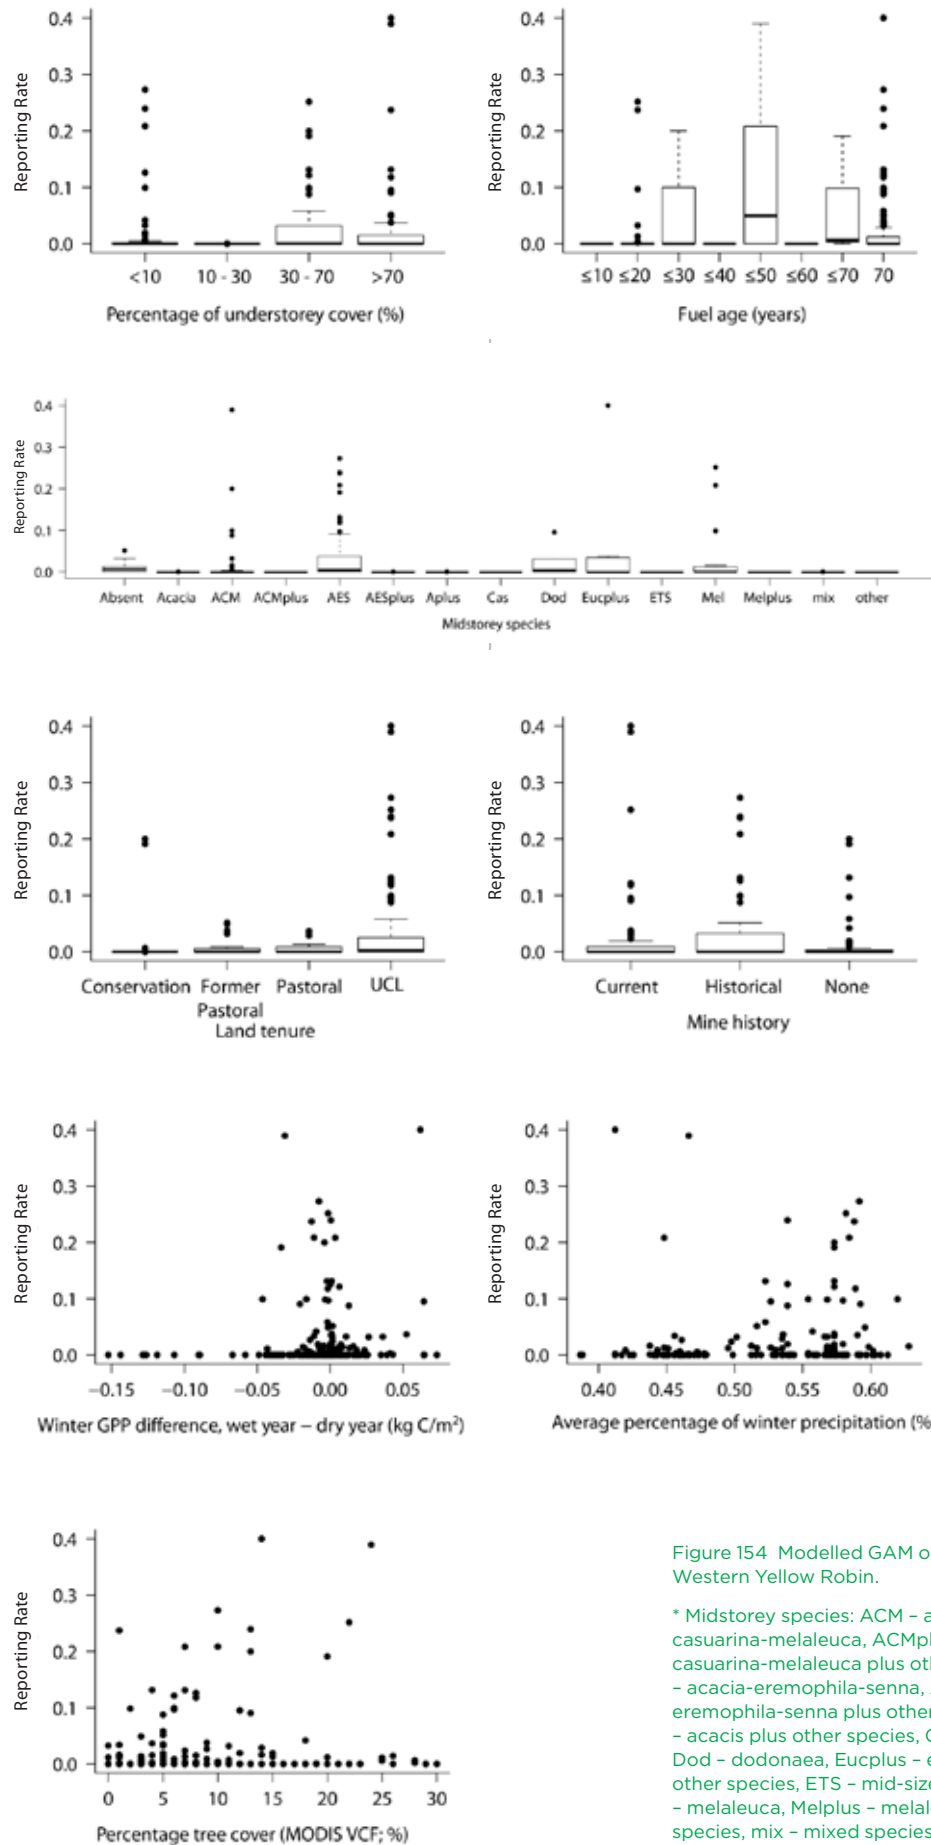 0.4
0.3
0.2
0.1
0.0
Reporting Rate
<10 10 - 30 30 - 70 >70
Percentage of understorey cover (%)
0.4
0.3
0.2
0.1
0.0
Reporting Rate
≤10 ≤20 ≤30 ≤40 ≤50 ≤60 ≤70 70
Fuel age (years)
0.4
0.3
0.2
0.1
0.0
Reporting Rate
Absent Acacia ACM ACMplus AES AESplus Aplus Cas Dod Eucplus ETS Mel Melplus mix other
Midstorey species
0.4
0.3
0.2
0.1
0.0
Reporting Rate
Conservation Former Pastoral UCL
Pastoral
Land tenure
0.4
0.3
0.2
0.1
0.0
Reporting Rate
Current Historical None
Mine history
0.4
0.3
0.2
0.1
0.0
Reporting Rate
−0.15 −0.10 −0.05 0.00 0.05
Winter GPP difference, wet year – dry year (kg C/m²)
0.4
0.3
0.2
0.1
0.0
Reporting Rate
0.40 0.45 0.50 0.55 0.60
Average percentage of winter precipitation (%
0.4
0.3
0.2
0.1
0.0
Reporting Rate
0 5 10 15 20 25 30
Percentage tree cover (MODIS VCF; %)
Figure 154 Modelled GAM o
Western Yellow Robin.
* Midstorey species: ACM – a
casuarina-melaleuca, ACMpl
casuarina-melaleuca plus oth
– acacia-eremophila-senna,
eremophila-senna plus other
– acacis plus other species, C
Dod – dodonaea, Eucplus – e
other species, ETS – mid-size
– melaleuca, Melplus – melal
species, mix – mixed species